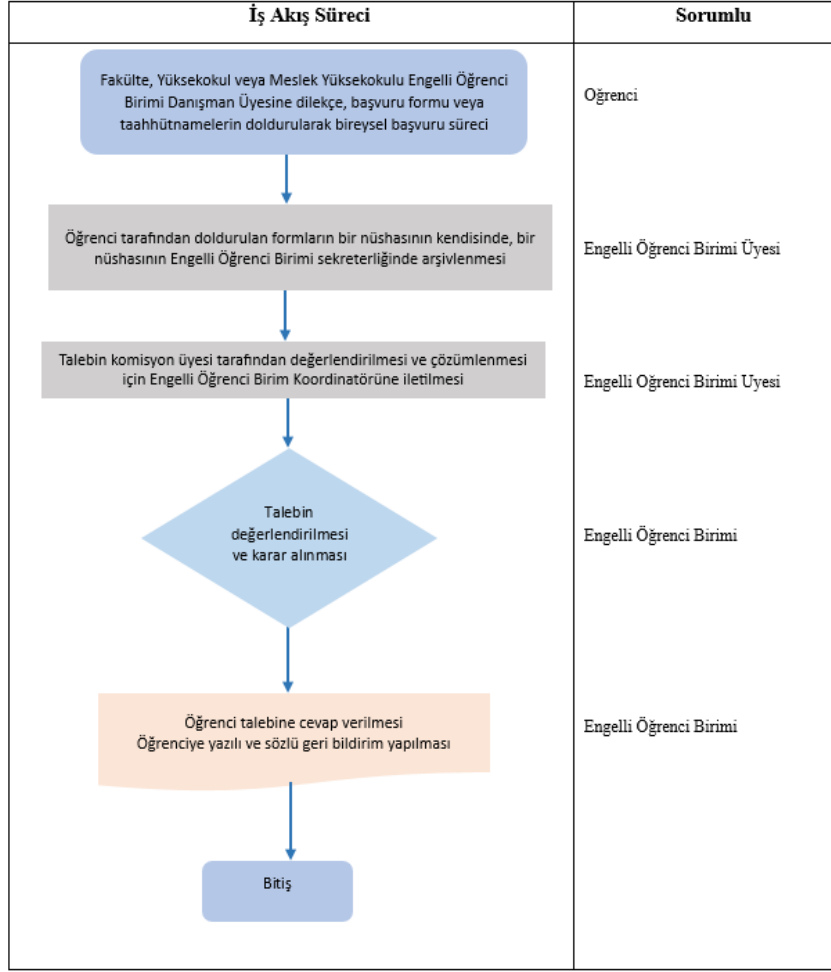 İş Akış Süreci
Sorumlu
Fakülte, Yüksekokul veya Meslek Yüksekokulu Engelli Öğrenci
Birimi Danışman Üyesine dilekçe, başvuru formu veya
taahhütnamelerin doldurularak bireysel başvuru süreci
Oğrenci
Öğrenci tarafından doldurulan formların bir nüshasının kendisinde, bir
nüshasının Engelli Öğrenci Birimi sekreterliğinde arşivlenmesi
Engelli Öğrenci Birimi Üyesi
Talebin komisyon üyesi tarafından değerlendirilmesi ve çözümlenmesi
için Engelli Öğrenci Birim Koordinatörüne iletilmesi
Engelli Oğrenci Birimi Uyesi
Talebin
değerlendirilmesi
ve karar alınması
Engelli Öğrenci Birimi
Öğrenci talebine cevap verilmesi
Öğrenciye yazılı ve sözlü geri bildirim yapılması
Engelli Öğrenci Birimi
Bitiş